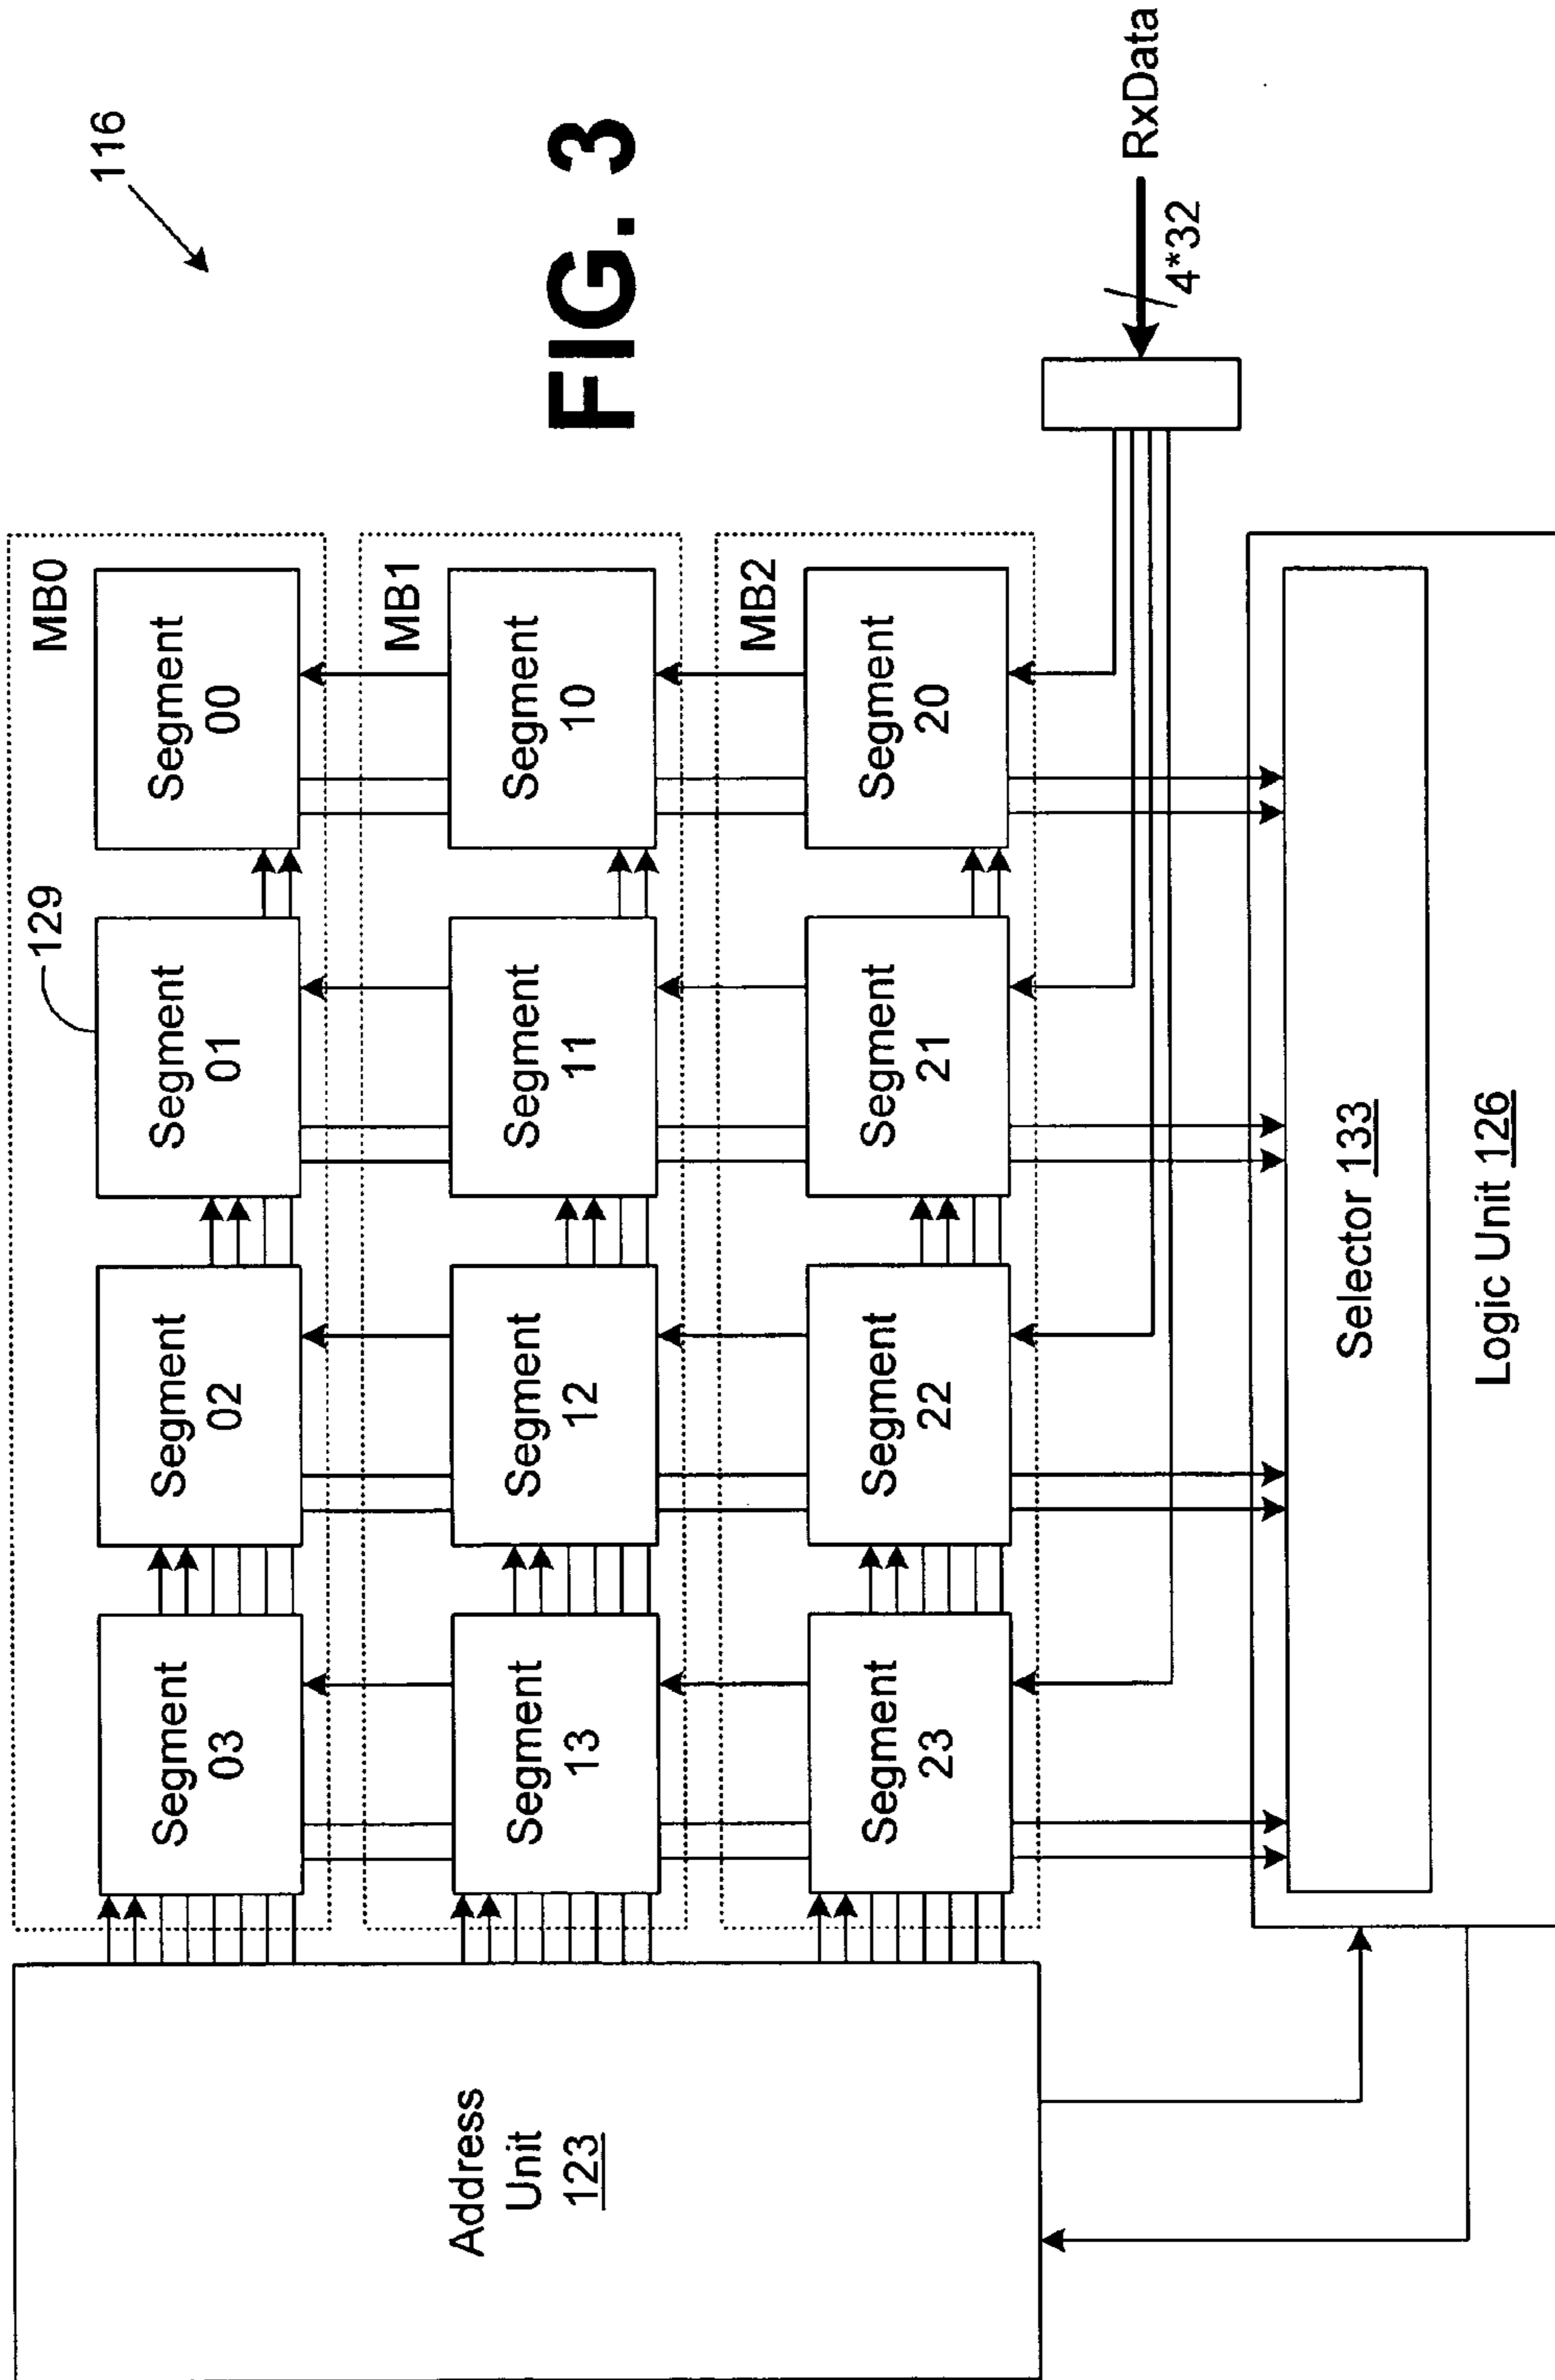 116
FIG. 3
MB0
Segment
00
Segment
01
129
Segment
02
Segment
03
MB1
Segment
10
Segment
11
Segment
12
Segment
13
MB2
Segment
20
Segment
21
Segment
22
Segment
23
Address
Unit
123
RxData
4*32
Selector 133
Logic Unit 126